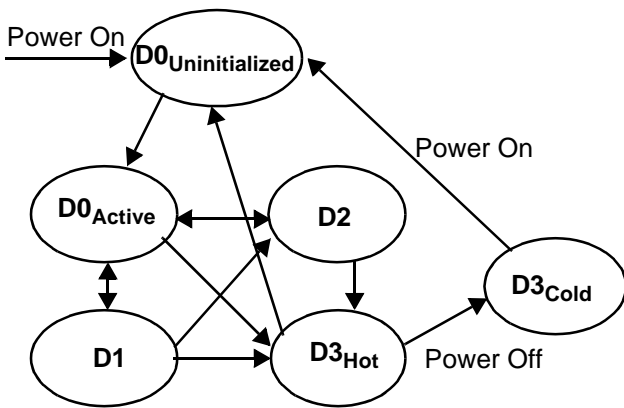 Power On
D0Uninitialized
Power On
D0Active
D2
D3Cold
D1
D3Hot
Power Off